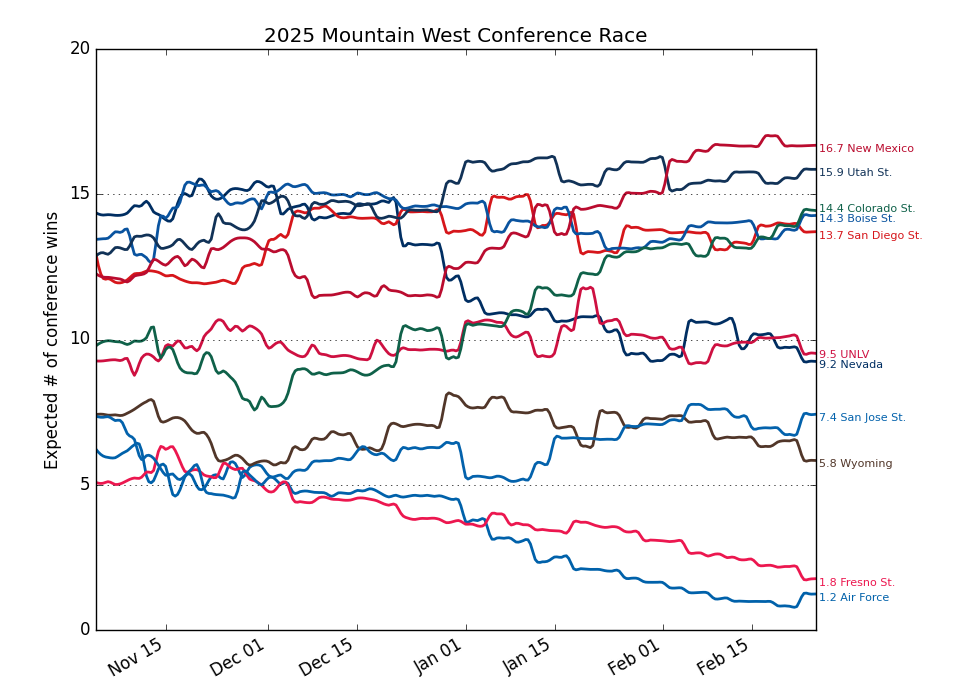 2025 Mountain West Conference Race
Expected # of conference wins
20
15
10
5
0
16.7 New Mexico
15.9 Utah St.
14.4 Colorado St.
14.3 Boise St.
13.7 San Diego St.
9.5 UNLV
9.2 Nevada
7.4 San Jose St.
5.8 Wyoming
1.8 Fresno St.
1.2 Air Force
Nov 15
Dec 01
Dec 15
Jan 01
Jan 15
Feb 01
Feb 15